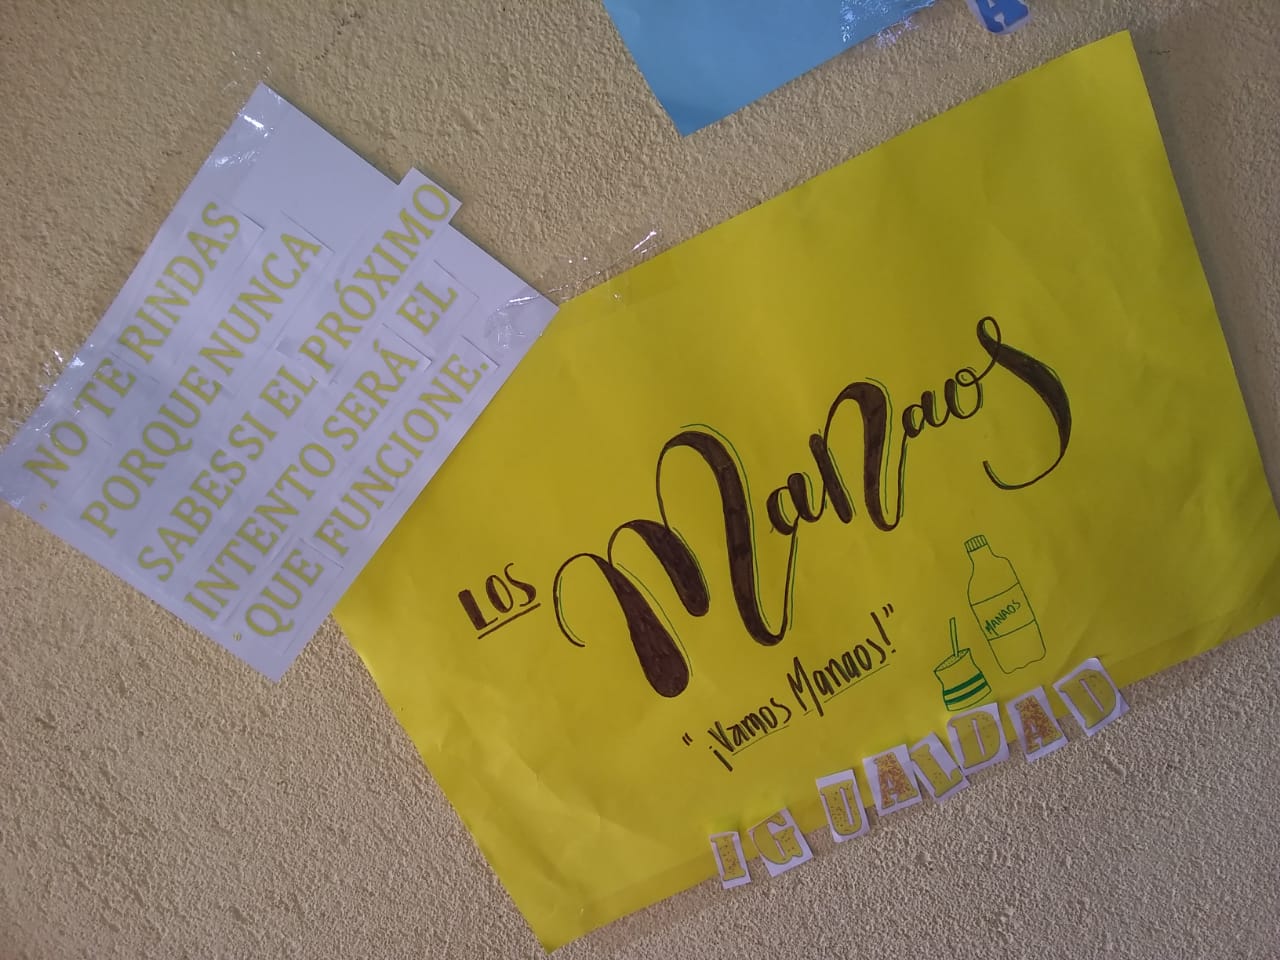 A
NO TE RINDAS
PORQUE NUNCA
SABES SI EL PRÓXIMO
INTENTO SERÁ EL
QUE FUNCIONE.
LOS Manaos
"¡Vamos Manaos!"
MANAOS
IGUALDAD